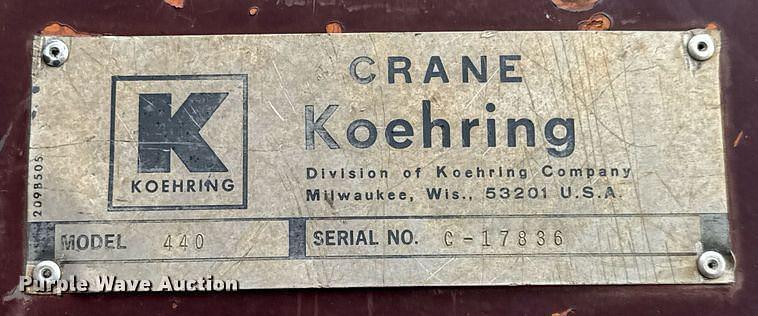 CRANE
Koehring
Division of Koehring Company
Milwaukee, Wis., 53201 U.S.A.
K
KOEHRING
209B505
MODEL 440
SERIAL NO. C-17836
Purple Wave Auction